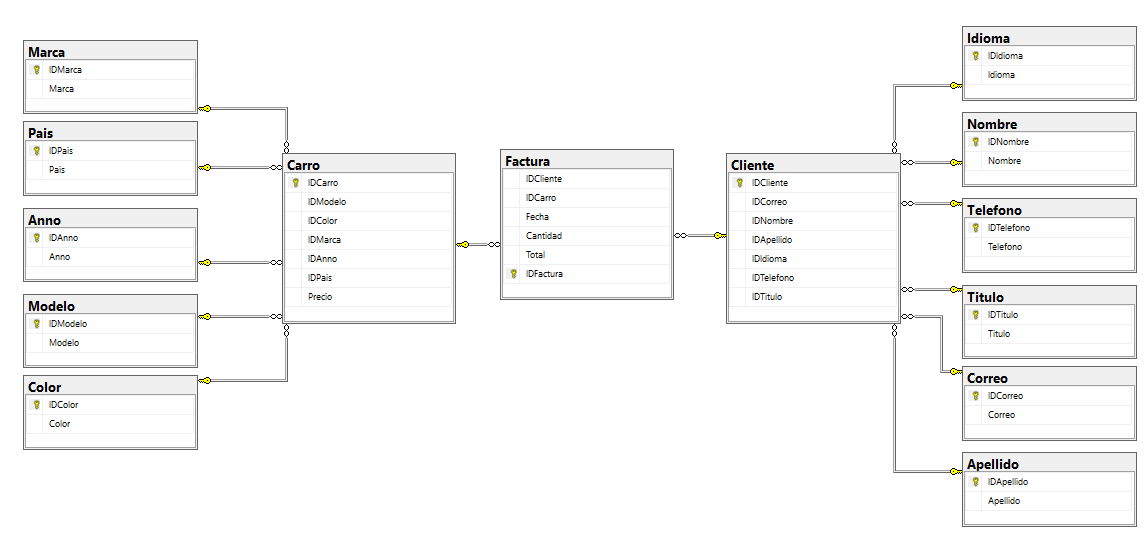 Marca
IDMarca
Marca
Pais
IDPais
Pais
Anno
IDAnno
Anno
Modelo
IDModelo
Modelo
Color
IDColor
Color
Carro
IDCarro
IDModelo
IDColor
IDMarca
IDAnno
IDPais
Precio
Factura
IDCliente
IDCarro
Fecha
Cantidad
Total
IDFactura
Cliente
IDCliente
IDCorreo
IDNombre
IDApellido
IDIdioma
IDTelefono
IDTitulo
Idioma
IDIdioma
Idioma
Nombre
IDNombre
Nombre
Telefono
IDTelefono
Telefono
Titulo
IDTitulo
Titulo
Correo
IDCorreo
Correo
Apellido
IDApellido
Apellido